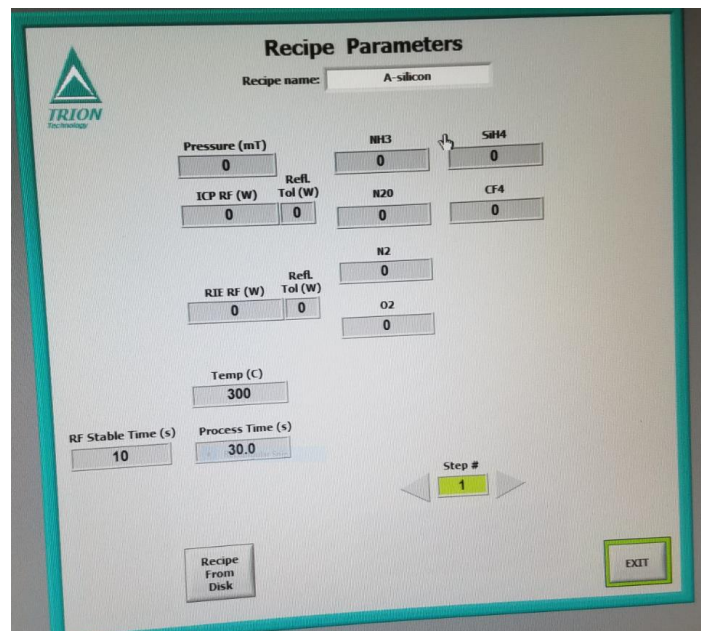 Recipe Parameters
Recipe name: A-silicon
TRION
Technology
Pressure (mT)
0
NH3
0
SiH4
0
ICP RF (W)
0
Refl.
Tol (W)
0
N20
0
CF4
0
N2
0
RIE RF (W)
0
Refl.
Tol (W)
0
O2
0
Temp (C)
300
RF Stable Time (s)
10
Process Time (s)
30.0
Step #
1
Recipe
From
Disk
EXIT